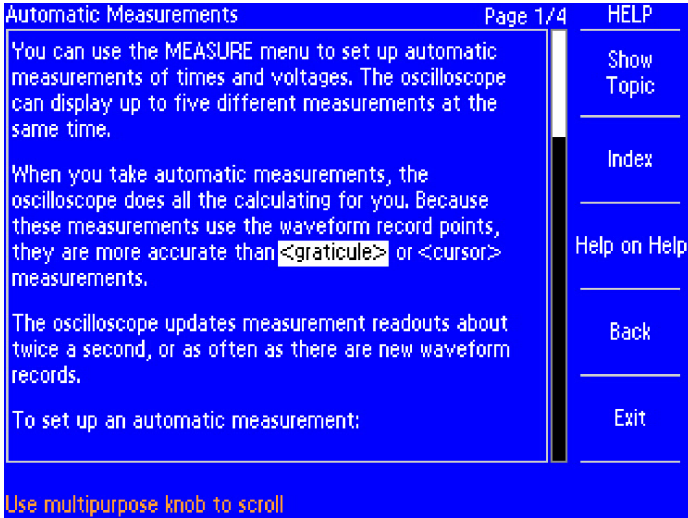 Automatic Measurements Page 1/4
You can use the MEASURE menu to set up automatic
measurements of times and voltages. The oscilloscope
can display up to five different measurements at the
same time.
When you take automatic measurements, the
oscilloscope does all the calculating for you. Because
these measurements use the waveform record points,
they are more accurate than <graticule> or <cursor>
measurements.
The oscilloscope updates measurement readouts about
twice a second, or as often as there are new waveform
records.
To set up an automatic measurement:
Use multipurpose knob to scroll
HELP
Show
Topic
Index
Help on Help
Back
Exit